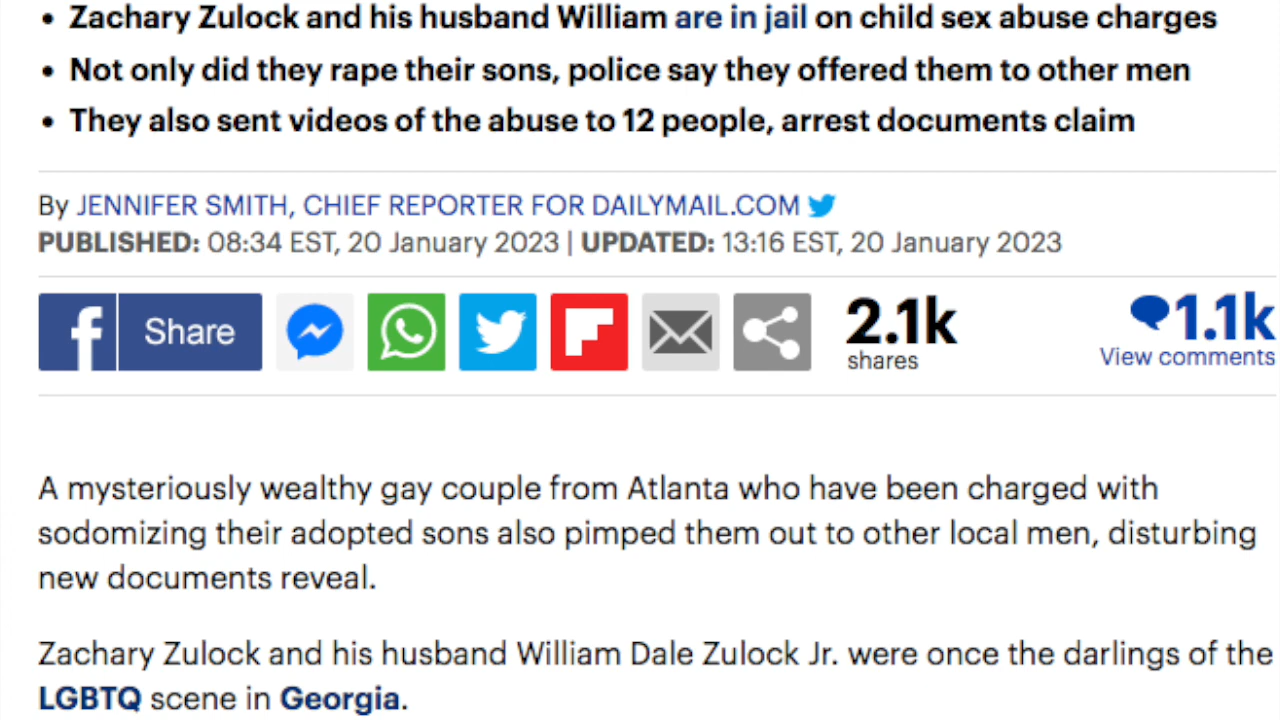 • Zachary Zulock and his husband William are in jail on child sex abuse charges
• Not only did they rape their sons, police say they offered them to other men
• They also sent videos of the abuse to 12 people, arrest documents claim
By JENNIFER SMITH, CHIEF REPORTER FOR DAILYMAIL.COM
PUBLISHED: 08:34 EST, 20 January 2023 | UPDATED: 13:16 EST, 20 January 2023
f Share 2.1k 1.1k
shares View comments
A mysteriously wealthy gay couple from Atlanta who have been charged with
sodomizing their adopted sons also pimped them out to other local men, disturbing
new documents reveal.
Zachary Zulock and his husband William Dale Zulock Jr. were once the darlings of the
LGBTQ scene in Georgia.